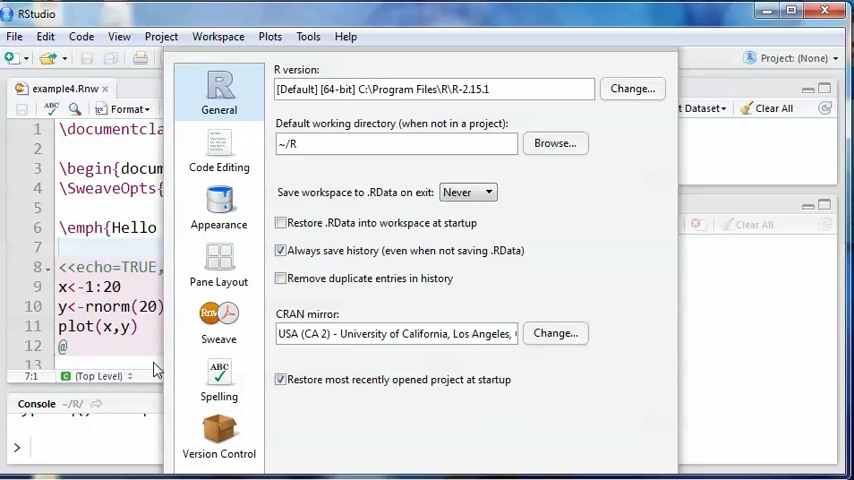 RStudio
File Edit Code View Project Workspace Plots Tools Help
Project: (None)
example4.Rnw
ABC Format
Dataset Clear All
1 \documentcla
2
3 \begin{docum
4 \SweaveOpts{
5
6 \emph{Hello
7
8 <<echo=TRUE,
9 x<-1:20
10 y<-rnorm(20)
11 plot(x,y)
12 @
13
7:1 (Top Level)
Console ~/R/
>
Clear All
R
General
Code Editing
Appearance
Pane Layout
Rnw
Sweave
ABC
Spelling
Version Control
R version:
[Default] [64-bit] C:\Program Files\R\R-2.15.1 Change...
Default working directory (when not in a project):
~/R Browse...
Save workspace to .RData on exit: Never
Restore .RData into workspace at startup
Always save history (even when not saving .RData)
Remove duplicate entries in history
CRAN mirror:
USA (CA 2) - University of California, Los Angeles, Change...
Restore most recently opened project at startup